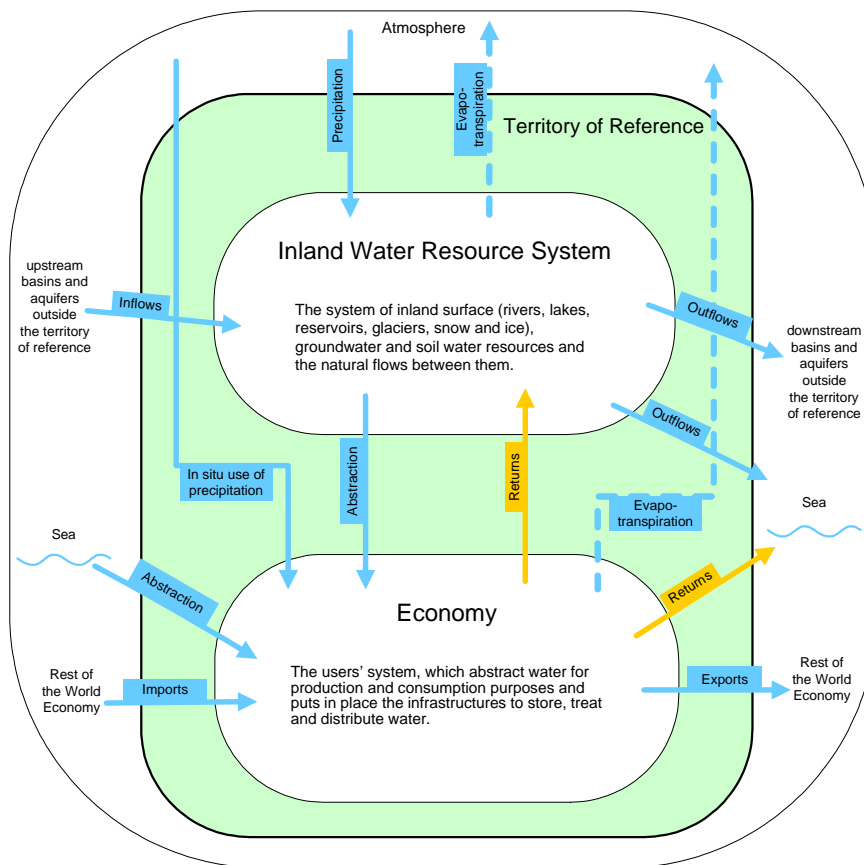 Atmosphere
Precipitation
Evapo-
transpiration
Territory of Reference
Inland Water Resource System
upstream
basins and
aquifers
outside
the territory
of reference
Inflows
The system of inland surface (rivers, lakes,
reservoirs, glaciers, snow and ice),
groundwater and soil water resources and
the natural flows between them.
Outflows
downstream
basins and
aquifers
outside
the territory
of reference
Outflows
In situ use of
precipitation
Abstraction
Returns
Evapo-
transpiration
Sea
Sea
Abstraction
Returns
Economy
The users' system, which abstract water for
production and consumption purposes and
puts in place the infrastructures to store, treat
and distribute water.
Rest of
the World
Economy
Imports
Exports
Rest of
the World
Economy